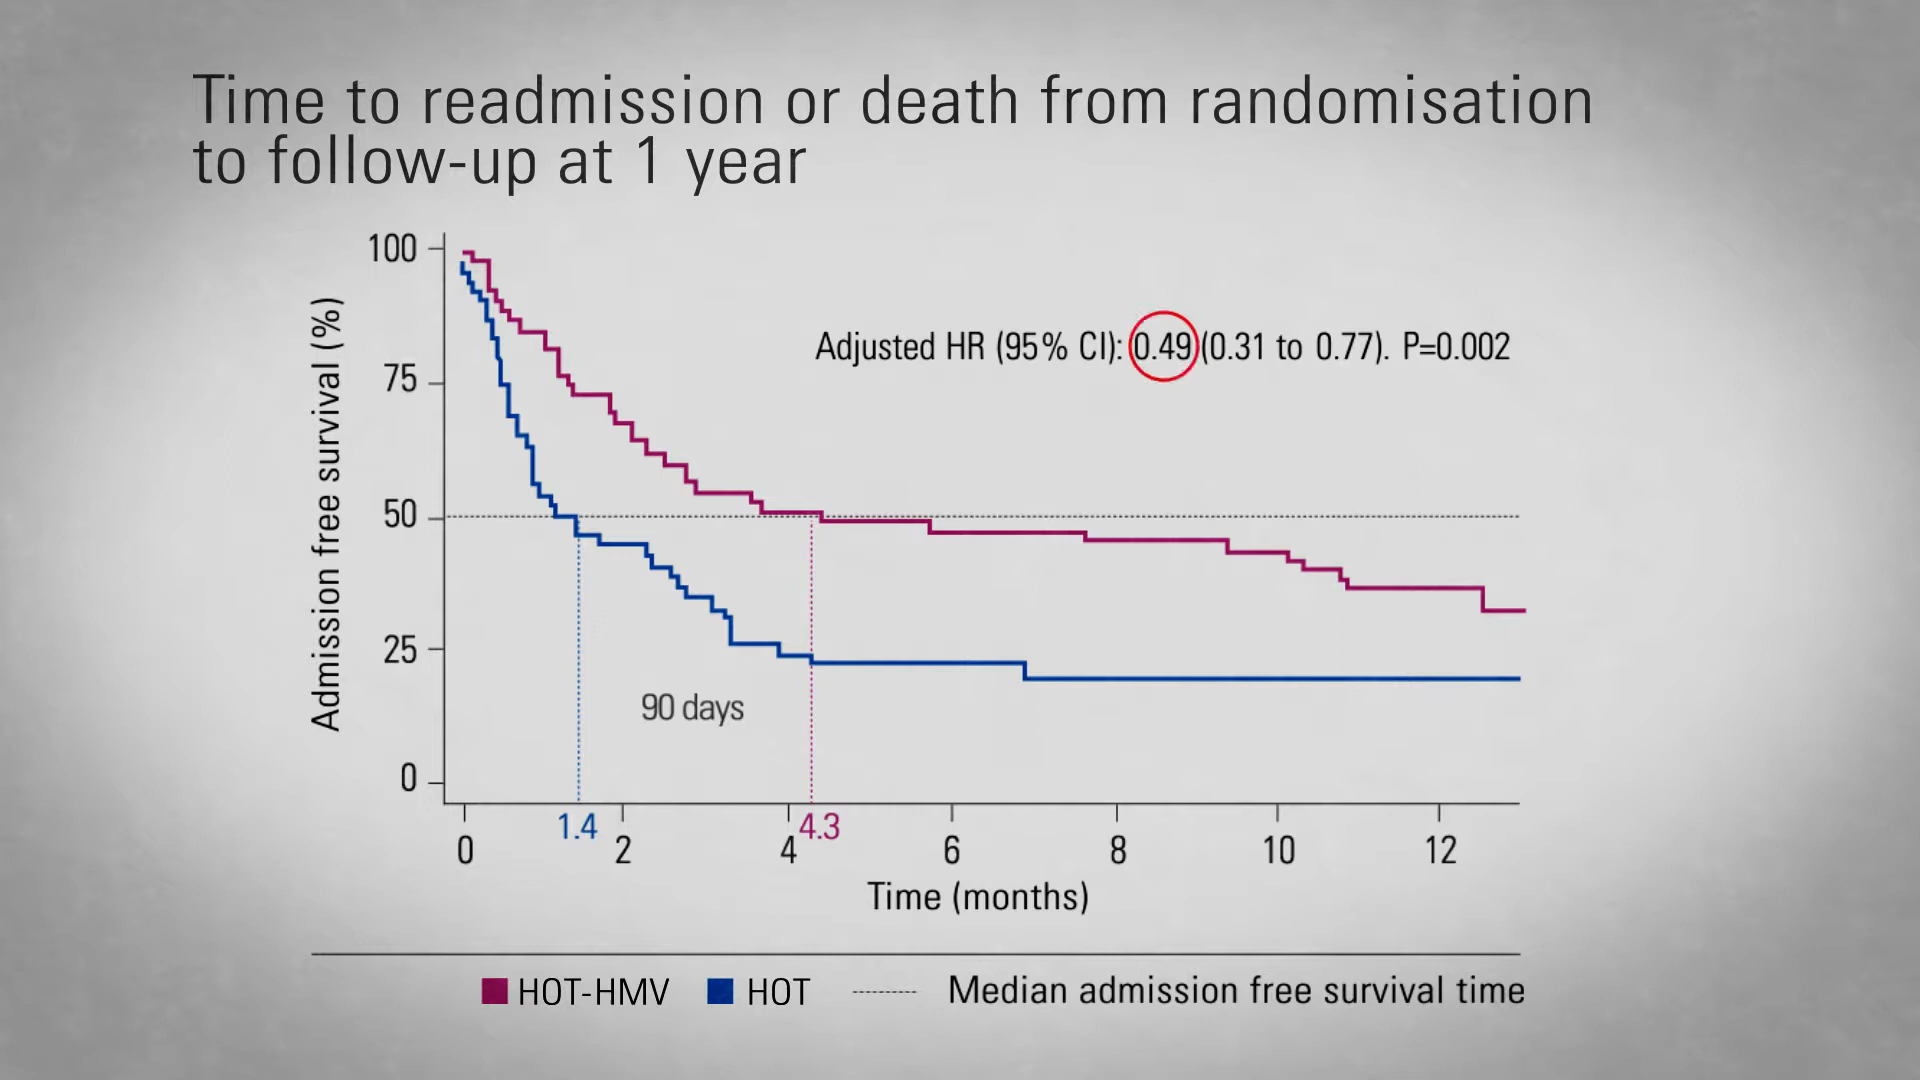 Time to readmission or death from randomisation
to follow-up at 1 year
Admission free survival (%)
100
75
50
25
0
Adjusted HR (95% CI): 0.49 (0.31 to 0.77). P=0.002
90 days
1.4
4.3
0 2 4 6 8 10 12
Time (months)
HOT-HMV HOT Median admission free survival time